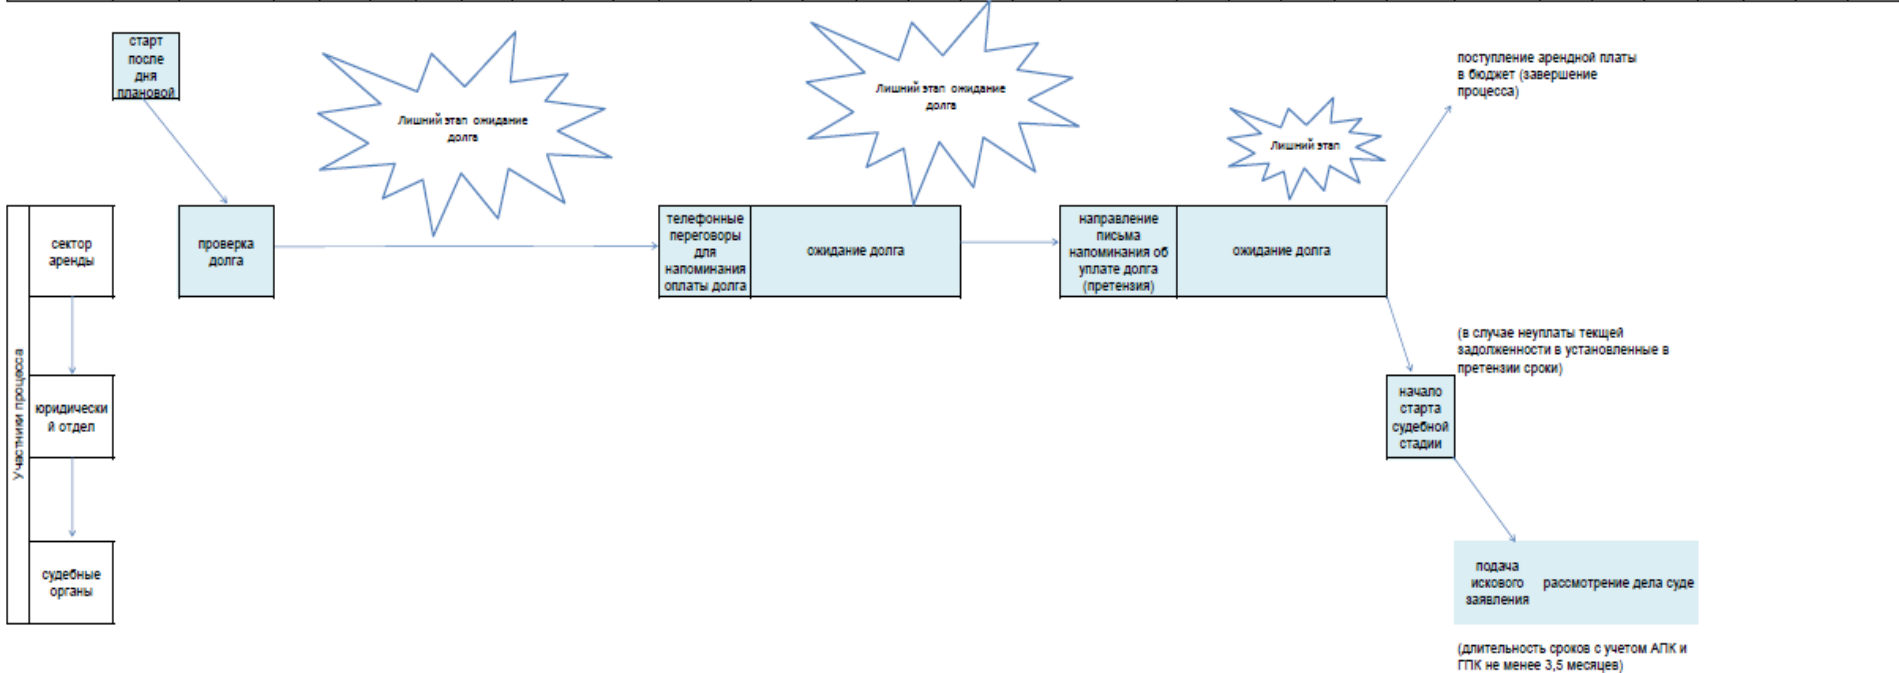 старт
после
дня
плановой
Лишний этап ожидание
долга
Лишний этап ожидание
долга
Лишний этап
поступление арендной платы
в бюджет (завершение
процесса)
Участники процесса
сектор
аренды
проверка
долга
телефонные
переговоры
для
напоминания
оплаты долга
ожидание долга
направление
письма
напоминания об
уплате долга
(претензия)
ожидание долга
(в случае неуплаты текщей
задолженности в установленные в
претензии сроки)
юридически
й отдел
начало
старта
судебной
стадии
судебные
органы
подача
искового
заявления
рассмотрение дела суде
(длительность сроков с учетом АПК и
ГПК не менее 3,5 месяцев)